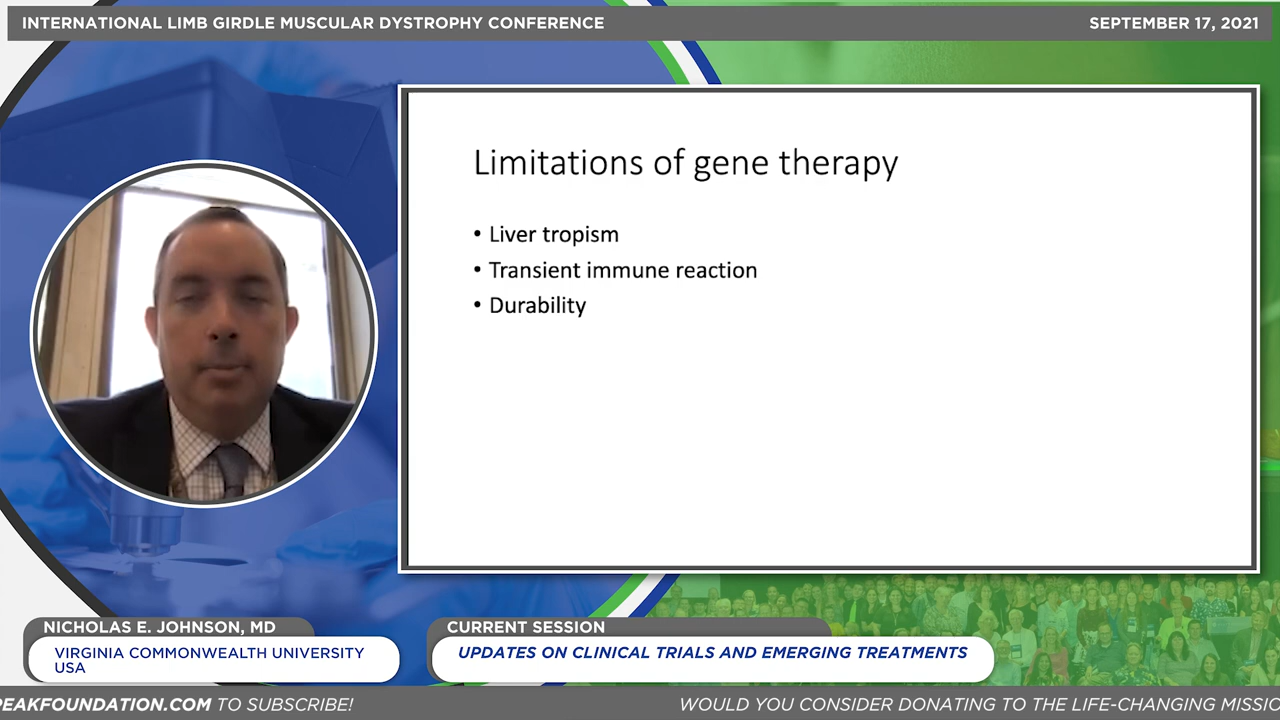 INTERNATIONAL LIMB GIRDLE MUSCULAR DYSTROPHY CONFERENCE
SEPTEMBER 17, 2021
Limitations of gene therapy
• Liver tropism
• Transient immune reaction
• Durability
NICHOLAS E. JOHNSON, MD
VIRGINIA COMMONWEALTH UNIVERSITY
USA
CURRENT SESSION
UPDATES ON CLINICAL TRIALS AND EMERGING TREATMENTS
PEAKFOUNDATION.COM TO SUBSCRIBE!
WOULD YOU CONSIDER DONATING TO THE LIFE-CHANGING MISSIO